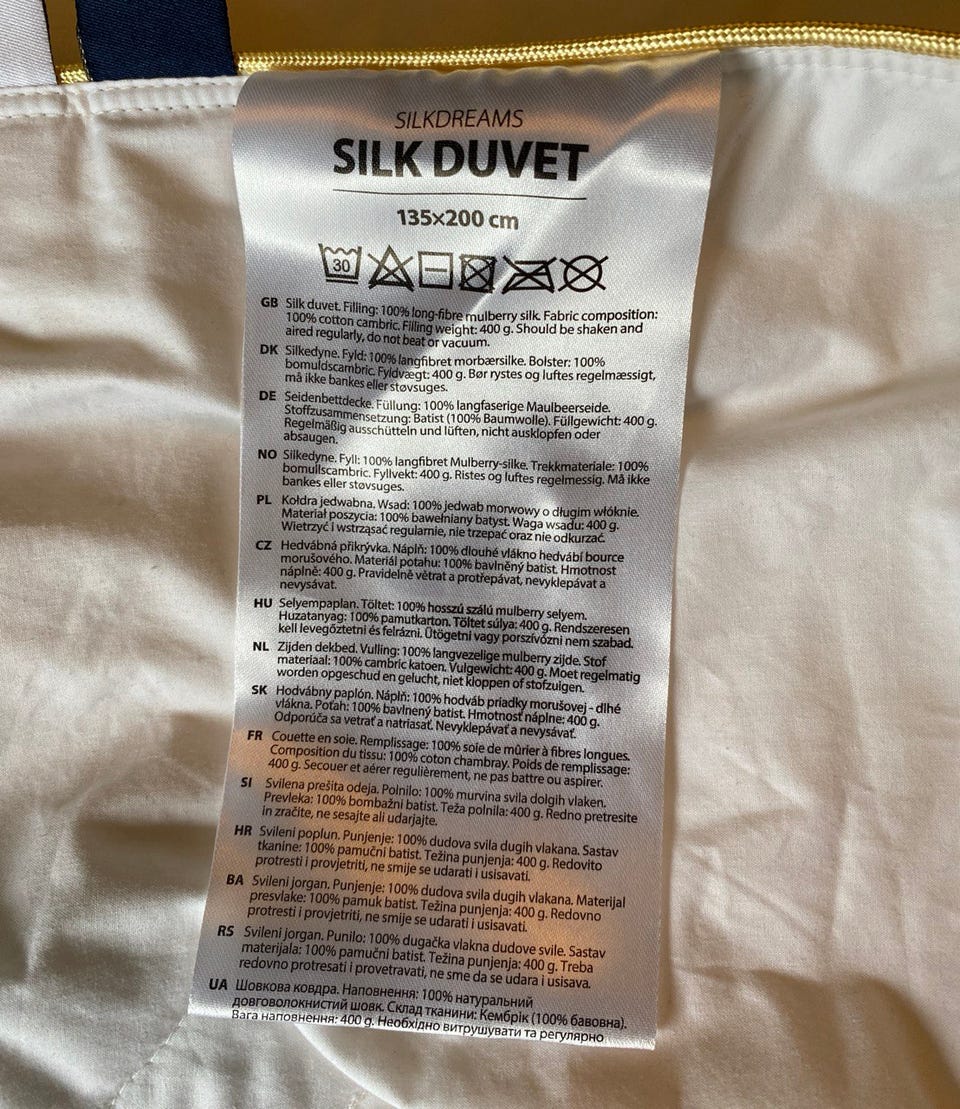 SILKDREAMS
SILK DUVET
135×200 cm
30
GB Silk duvet. Filling: 100% long-fibre mulberry silk. Fabric composition:
100% cotton cambric. Filling weight: 400 g. Should be shaken and
aired regularly, do not beat or vacuum.
DK Silkedyne. Fyld: 100% langfibret morbærsilke. Bolster: 100%
bomuldscambric. Fyldvægt: 400 g. Bør rystes og luftes regelmæssigt,
må ikke bankes eller støvsuges.
DE Seidenbettdecke. Füllung: 100% langfaserige Maulbeerseide.
Stoffzusammensetzung: Batist (100% Baumwolle). Füllgewicht: 400 g.
Regelmäßig ausschütteln und lüften, nicht ausklopfen oder
absaugen.
NO Silkedyne. Fyll: 100% langfibret Mulberry-silke. Trekkmateriale: 100%
bomullscambric. Fyllvekt: 400 g. Ristes og luftes regelmessig. Må ikke
bankes eller støvsuges.
PL Kołdra jedwabna. Wsad: 100% jedwab morwowy o długim włóknie.
Materiał poszycia: 100% bawełniany batyst. Waga wsadu: 400 g.
Wietrzyć i wstrząsać regularnie, nie trzepać oraz nie odkurzać.
CZ Hedvábná přikrývka. Náplň: 100% dlouhé vlákno hedvábí bource
morušového. Materiál potahu: 100% bavlněný batist. Hmotnost
náplně: 400 g. Pravidelně větrat a protřepávat, nevyklepávat a
nevysávat.
HU Selyempaplan. Töltet: 100% hosszú szálú mulberry selyem.
Huzatanyag: 100% pamutkarton. Töltet súlya: 400 g. Rendszeresen
kell levegőztetni és felrázni. Ütögetni vagy porszívózni nem szabad.
NL Zijden dekbed. Vulling: 100% langvezelige mulberry zijde. Stof
materiaal: 100% cambric katoen. Vulgewicht: 400 g. Moet regelmatig
worden opgeschud en gelucht, niet kloppen of stofzuigen.
SK Hodvábny paplón. Náplň: 100% hodváb priadky morušovej - dlhé
vlákna. Poťah: 100% bavlnený batist. Hmotnosť náplne: 400 g.
Odporúča sa vetrať a natriasať. Nevyklepávať a nevysávať.
FR Couette en soie. Remplissage: 100% soie de mûrier à fibres longues.
Composition du tissu: 100% coton chambray. Poids de remplissage:
400 g. Secouer et aérer regulièrement, ne pas battre ou aspirer.
SI Svilena prešita odeja. Polnilo: 100% murvina svila dolgih vlaken.
Prevleka: 100% bombažni batist. Teža polnila: 400 g. Redno pretresite
in zračite, ne sesajte ali udarjajte.
HR Svileni poplun. Punjenje: 100% dudova svila dugih vlakana. Sastav
tkanine: 100% pamučni batist. Težina punjenja: 400 g. Redovito
protresti i provjetriti, ne smije se udarati i usisavati.
BA Svileni jorgan. Punjenje: 100% dudova svila dugih vlakana. Materijal
presvlake: 100% pamuk batist. Težina punjenja: 400 g. Redovno
protresti i provjetriti, ne smije se udarati i usisavati.
RS Svileni jorgan. Punilo: 100% dugačka vlakna dudove svile. Sastav
materijala: 100% pamučni batist. Težina punjenja: 400 g. Treba
redovno protresati i provetravati, ne sme da se udara i usisava.
UA Шовкова ковдра. Наповнення: 100% натуральний
довговолокнистий шовк. Склад тканини: Кембрік (100% бавовна).
Вага наповнення: 400 g. Необхідно витрушувати та регулярно